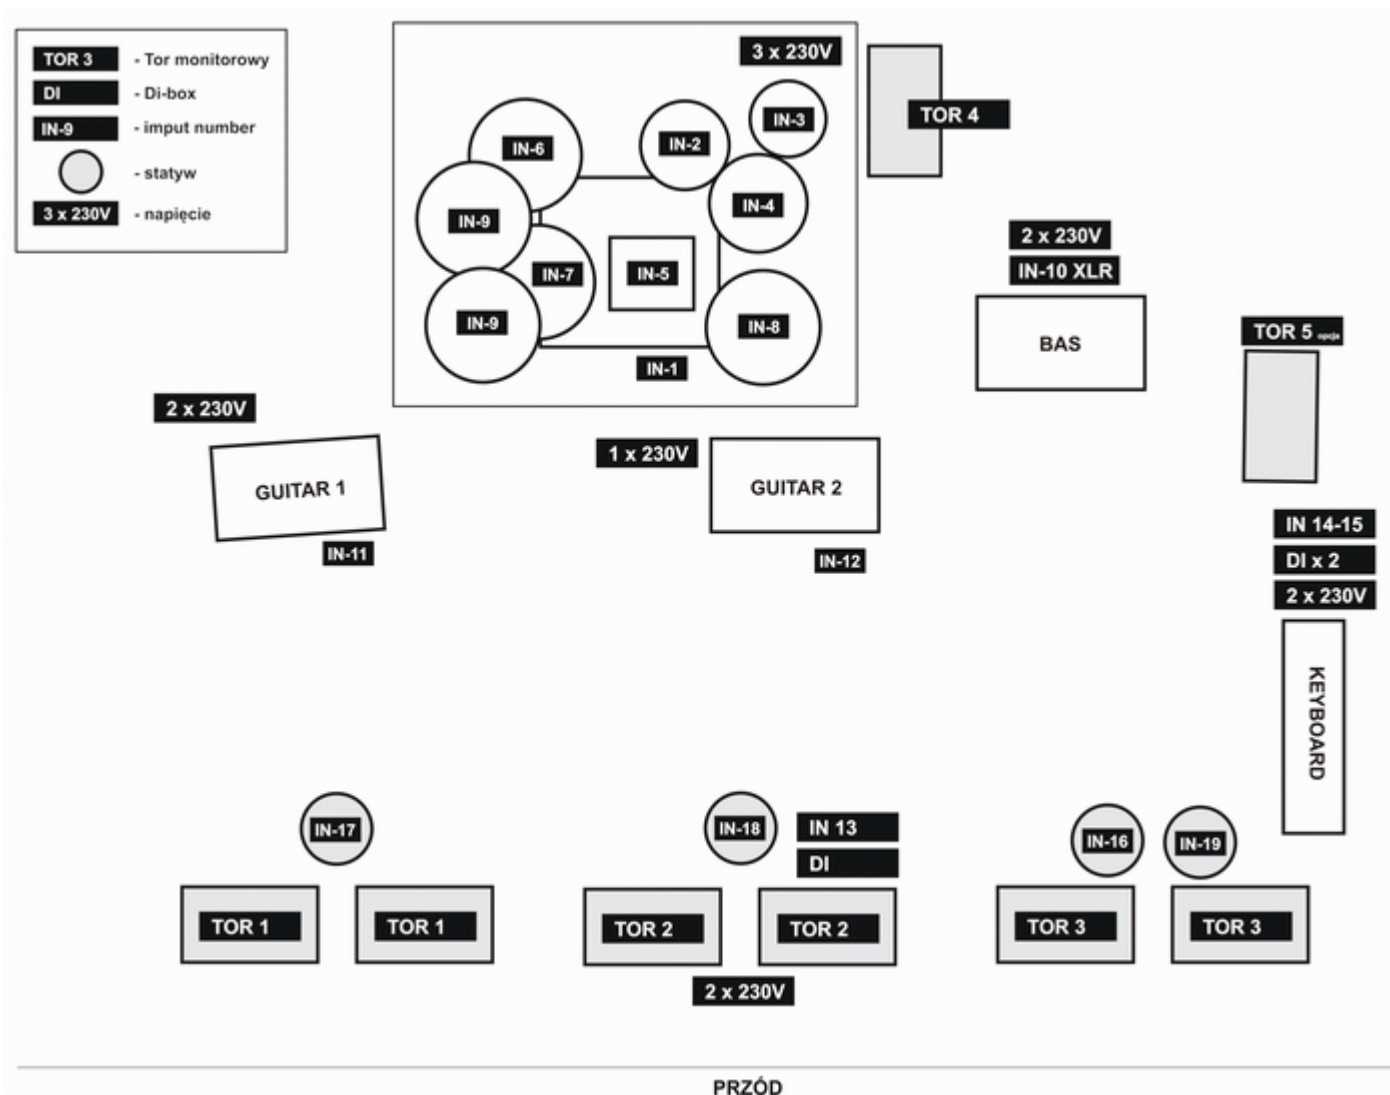 TOR 3 - Tor monitorowy
DI - Di-box
IN-9 - imput number
- statyw
3 x 230V - napięcie
3 x 230V
IN-3
TOR 4
IN-6
IN-2
IN-4
IN-9
IN-7
IN-5
IN-9
IN-8
IN-1
2 x 230V
IN-10 XLR
BAS
TOR 5 opcja
2 x 230V
GUITAR 1
IN-11
1 x 230V
GUITAR 2
IN-12
IN 14-15
DI x 2
2 x 230V
KEYBOARD
IN-17
IN-18
IN 13
DI
IN-16
IN-19
TOR 1
TOR 1
TOR 2
TOR 2
TOR 3
TOR 3
2 x 230V
PRZÓD